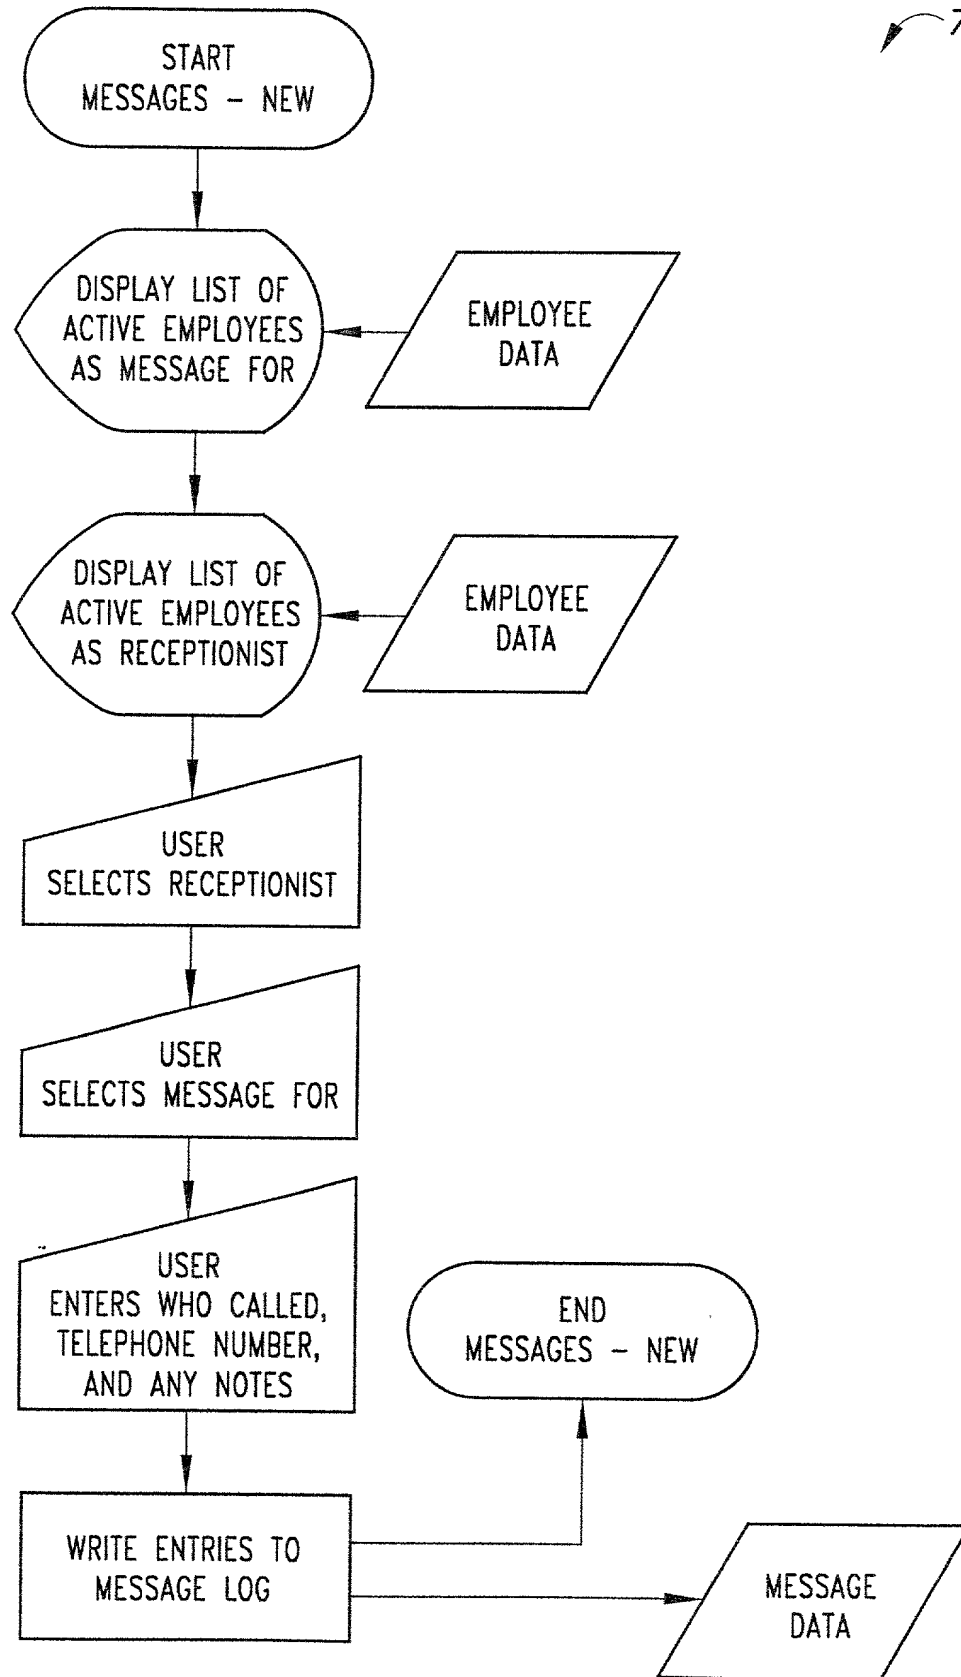 START
MESSAGES – NEW
DISPLAY LIST OF
ACTIVE EMPLOYEES
AS MESSAGE FOR
EMPLOYEE
DATA
DISPLAY LIST OF
ACTIVE EMPLOYEES
AS RECEPTIONIST
EMPLOYEE
DATA
USER
SELECTS RECEPTIONIST
USER
SELECTS MESSAGE FOR
USER
ENTERS WHO CALLED,
TELEPHONE NUMBER,
AND ANY NOTES
END
MESSAGES – NEW
WRITE ENTRIES TO
MESSAGE LOG
MESSAGE
DATA